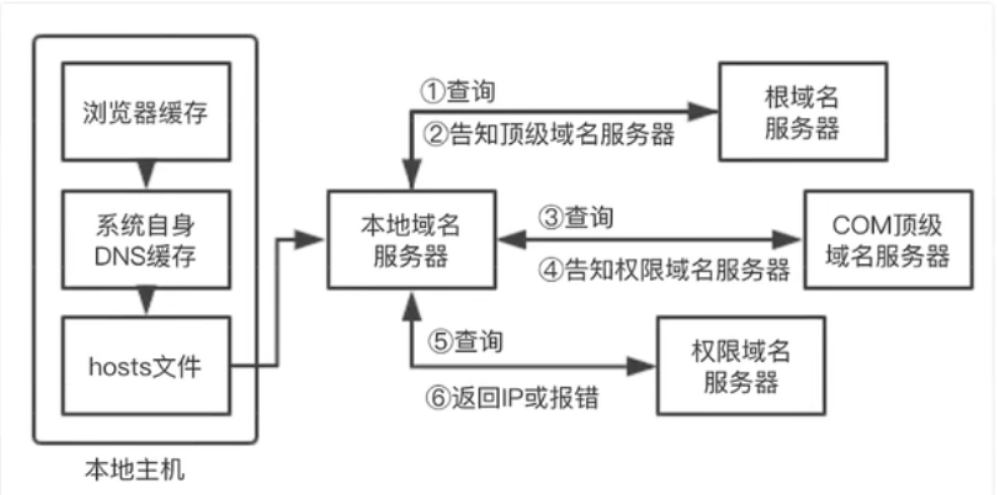 浏览器缓存
系统自身
DNS缓存
hosts文件
本地主机
本地域名
服务器
①查询
②告知顶级域名服务器
根域名
服务器
③查询
④告知权限域名服务器
COM顶级
域名服务器
⑤查询
⑥返回IP或报错
权限域名
服务器